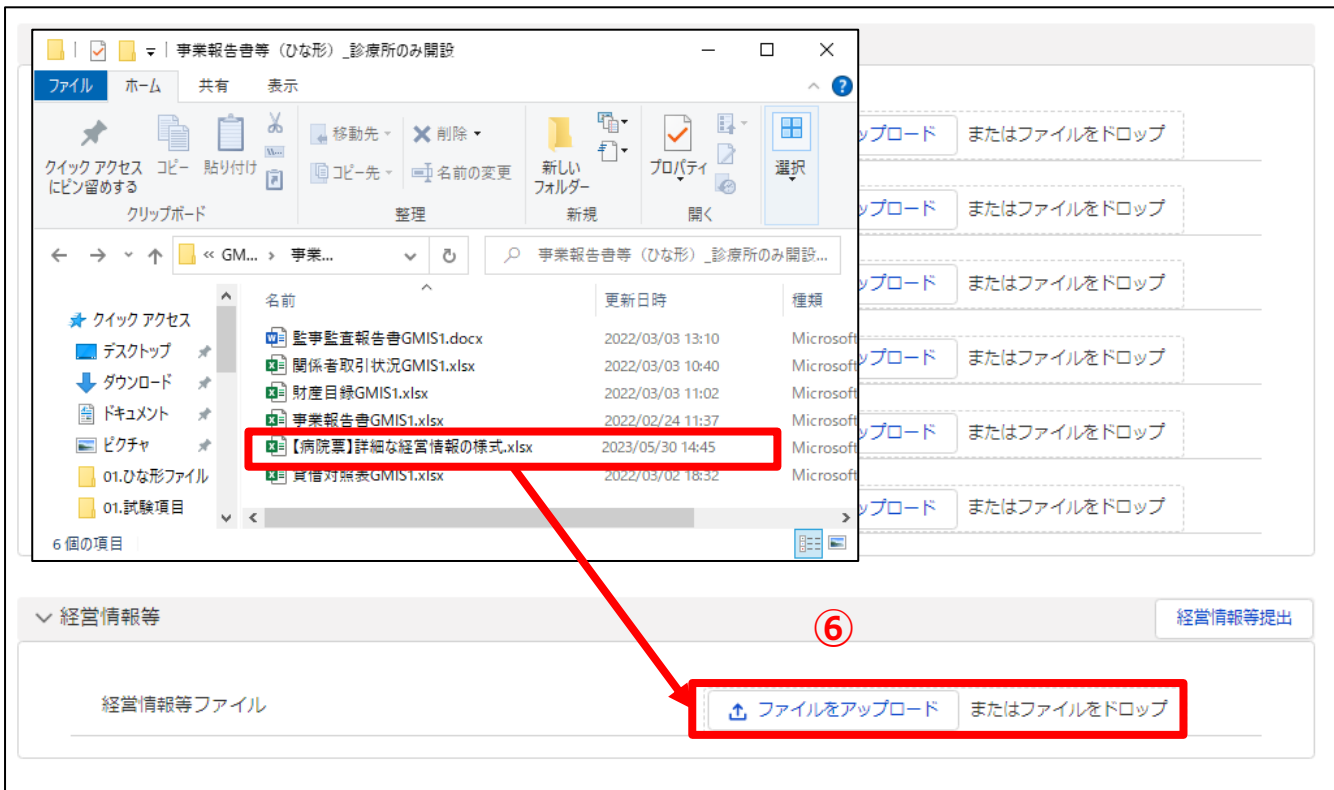 事業報告書等（ひな形）_診療所のみ開設
ファイル ホーム 共有 表示
クイック アクセスにピン留めする
コピー
貼り付け
移動先
コピー先
削除
名前の変更
新しいフォルダー
プロパティ
選択
クリップボード 整理 新規 開く
« GM... › 事業...
事業報告書等（ひな形）_診療所のみ開設...
名前 更新日時 種類
クイック アクセス
デスクトップ
ダウンロード
ドキュメント
ピクチャ
01.ひな形ファイル
01.試験項目
監事監査報告書GMIS1.docx 2022/03/03 13:10 Microsoft
関係者取引状況GMIS1.xlsx 2022/03/03 10:40 Microsoft
財産目録GMIS1.xlsx 2022/03/03 11:02 Microsoft
事業報告書GMIS1.xlsx 2022/02/24 11:37 Microsoft
【病院票】詳細な経営情報の様式.xlsx 2023/05/30 14:45 Microsoft
貸借対照表GMIS1.xlsx 2022/03/02 18:32 Microsoft
6 個の項目
ップロード またはファイルをドロップ
ップロード またはファイルをドロップ
ップロード またはファイルをドロップ
ップロード またはファイルをドロップ
ップロード またはファイルをドロップ
ップロード またはファイルをドロップ
経営情報等
経営情報等提出
⑥
経営情報等ファイル
ファイルをアップロード またはファイルをドロップ